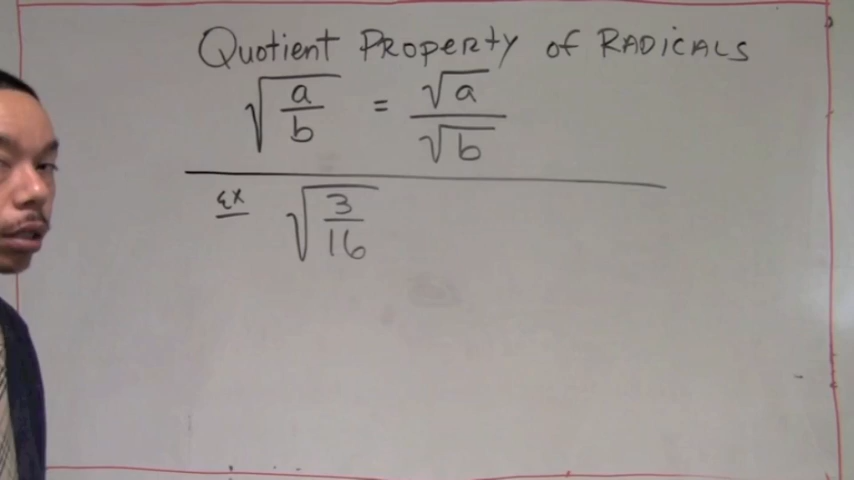 Quotient Property of Radicals
√(a/b) = √a/√b
Ex √(3/16)